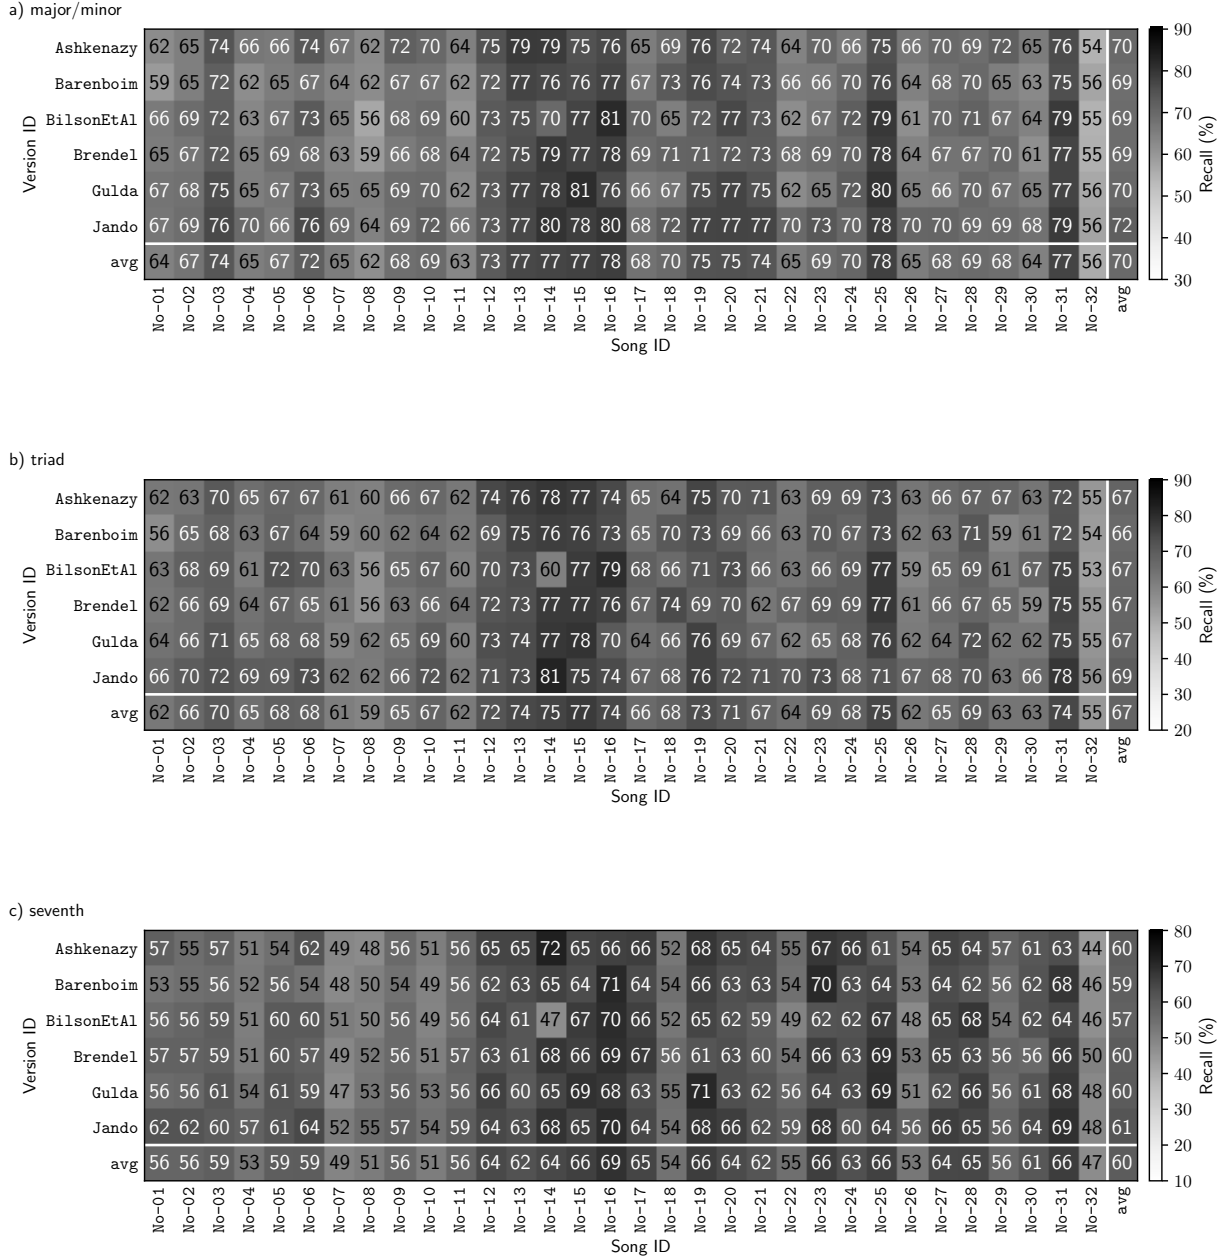 a) major/minor
Version ID
Ashkenazy 62 65 74 66 66 74 67 62 72 70 64 75 79 79 75 76 65 69 76 72 74 64 70 66 75 66 70 69 72 65 76 54 70
Barenboim 59 65 72 62 65 67 64 62 67 67 62 72 77 76 76 77 67 73 76 74 73 66 66 70 76 64 68 70 65 63 75 56 69
BilsonEtAl 66 69 72 63 67 73 65 56 68 69 60 73 75 70 77 81 70 65 72 77 73 62 67 72 79 61 70 71 67 64 79 55 69
Brendel 65 67 72 65 69 68 63 59 66 68 64 72 75 79 77 78 69 71 71 72 73 68 69 70 78 64 67 67 70 61 77 55 69
Gulda 67 68 75 65 67 73 65 65 69 70 62 73 77 78 81 76 66 67 75 77 75 62 65 72 80 65 66 70 67 65 77 56 70
Jando 67 69 76 70 66 76 69 64 69 72 66 73 77 80 78 80 68 72 77 77 77 70 73 70 78 70 70 69 69 68 79 56 72
avg 64 67 74 65 67 72 65 62 68 69 63 73 77 77 77 78 68 70 75 75 74 65 69 70 78 65 68 69 68 64 77 56 70
No-01 No-02 No-03 No-04 No-05 No-06 No-07 No-08 No-09 No-10 No-11 No-12 No-13 No-14 No-15 No-16 No-17 No-18 No-19 No-20 No-21 No-22 No-23 No-24 No-25 No-26 No-27 No-28 No-29 No-30 No-31 No-32 avg
Song ID
90
80
70
60
50
40
30
Recall (%)
b) triad
Version ID
Ashkenazy 62 63 70 65 67 67 61 60 66 67 62 74 76 78 77 74 65 64 75 70 71 63 69 69 73 63 66 67 67 63 72 55 67
Barenboim 56 65 68 63 67 64 59 60 62 64 62 69 75 76 76 73 65 70 73 69 66 63 70 67 73 62 63 71 59 61 72 54 66
BilsonEtAl 63 68 69 61 72 70 63 56 65 67 60 70 73 60 77 79 68 66 71 73 66 63 66 69 77 59 65 69 61 67 75 53 67
Brendel 62 66 69 64 67 65 61 56 63 66 64 72 73 77 77 76 67 74 69 70 62 67 69 69 77 61 66 67 65 59 75 55 67
Gulda 64 66 71 65 68 68 59 62 65 69 60 73 74 77 78 70 64 66 76 69 67 62 65 68 76 62 64 72 62 62 75 55 67
Jando 66 70 72 69 69 73 62 62 66 72 62 71 73 81 75 74 67 68 76 72 71 70 73 68 71 67 68 70 63 66 78 56 69
avg 62 66 70 65 68 68 61 59 65 67 62 72 74 75 77 74 66 68 73 71 67 64 69 68 75 62 65 69 63 63 74 55 67
No-01 No-02 No-03 No-04 No-05 No-06 No-07 No-08 No-09 No-10 No-11 No-12 No-13 No-14 No-15 No-16 No-17 No-18 No-19 No-20 No-21 No-22 No-23 No-24 No-25 No-26 No-27 No-28 No-29 No-30 No-31 No-32 avg
Song ID
90
80
70
60
50
40
30
20
Recall (%)
c) seventh
Version ID
Ashkenazy 57 55 57 51 54 62 49 48 56 51 56 65 65 72 65 66 66 52 68 65 64 55 67 66 61 54 65 64 57 61 63 44 60
Barenboim 53 55 56 52 56 54 48 50 54 49 56 62 63 65 64 71 64 54 66 63 63 54 70 63 64 53 64 62 56 62 68 46 59
BilsonEtAl 56 56 59 51 60 60 51 50 56 49 56 64 61 47 67 70 66 52 65 62 59 49 62 62 67 48 65 68 54 62 64 46 57
Brendel 57 57 59 51 60 57 49 52 56 51 57 63 61 68 66 69 67 56 61 63 60 54 66 63 69 53 65 63 56 56 66 50 60
Gulda 56 56 61 54 61 59 47 53 56 53 56 66 60 65 69 68 63 55 71 63 62 56 64 63 69 51 62 66 56 61 68 48 60
Jando 62 62 60 57 61 64 52 55 57 54 59 64 63 68 65 70 64 54 68 66 62 59 68 60 64 56 66 65 56 64 69 48 61
avg 56 56 59 53 59 59 49 51 56 51 56 64 62 64 66 69 65 54 66 64 62 55 66 63 66 53 64 65 56 61 66 47 60
No-01 No-02 No-03 No-04 No-05 No-06 No-07 No-08 No-09 No-10 No-11 No-12 No-13 No-14 No-15 No-16 No-17 No-18 No-19 No-20 No-21 No-22 No-23 No-24 No-25 No-26 No-27 No-28 No-29 No-30 No-31 No-32 avg
Song ID
80
70
60
50
40
30
20
10
Recall (%)